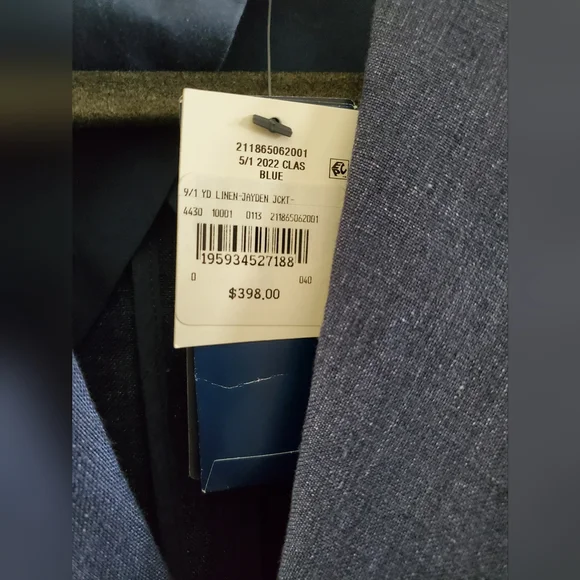 211865062001
5/1 2022 CLAS
BLUE
9/1 YD LINEN-JAYDEN JCKT-
4430 10001 0113 211865062001
195934527188
0 040
$398.00